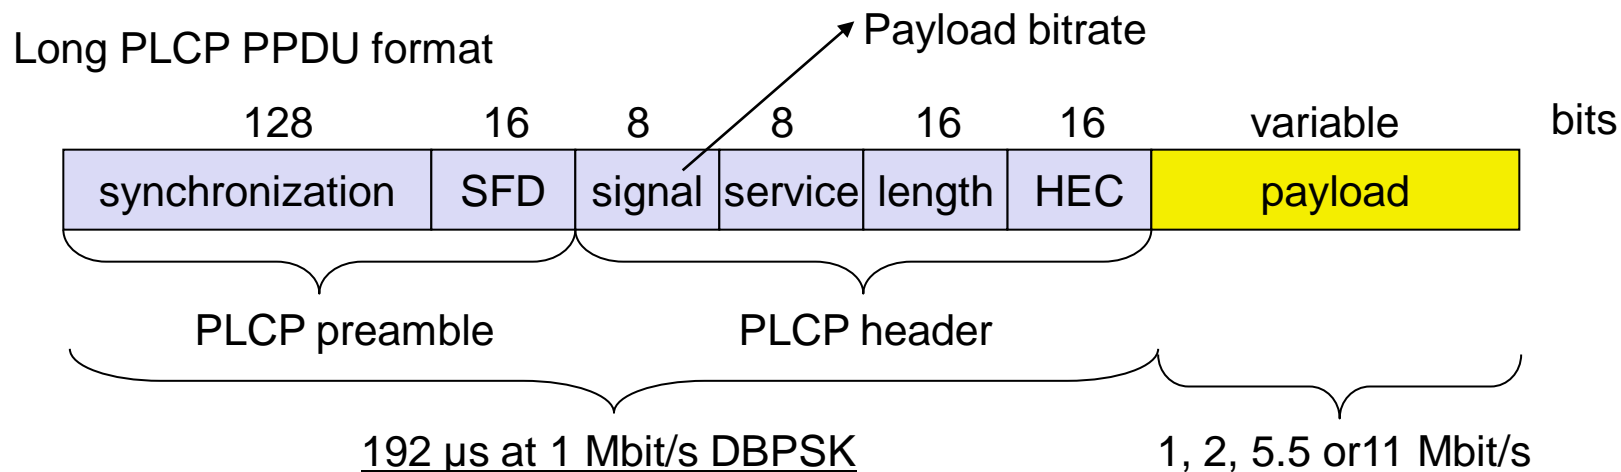 Payload bitrate
Long PLCP PPDU format
128 16 8 8 16 16 variable bits
synchronization SFD signal service length HEC payload
PLCP preamble PLCP header
192 µs at 1 Mbit/s DBPSK 1, 2, 5.5 or11 Mbit/s